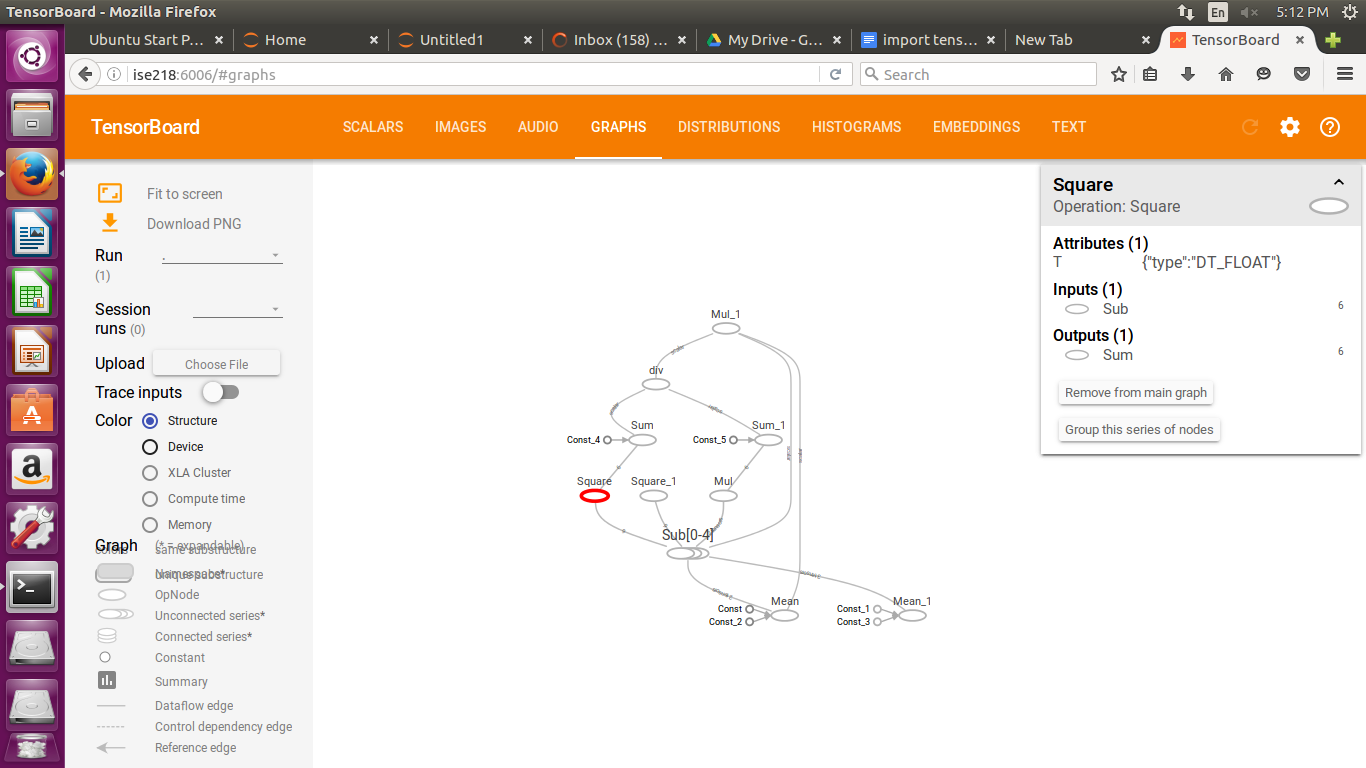 TensorBoard - Mozilla Firefox
En
5:12 PM
Ubuntu Start P...
Home
Untitled1
Inbox (158) ...
My Drive - G...
import tens...
New Tab
TensorBoard
ise218:6006/#graphs
Search
TensorBoard
SCALARS
IMAGES
AUDIO
GRAPHS
DISTRIBUTIONS
HISTOGRAMS
EMBEDDINGS
TEXT
Fit to screen
Download PNG
Run
(1)
.
Session
runs (0)
Upload
Choose File
Trace inputs
Color
Structure
Device
XLA Cluster
Compute time
Memory
Graph
(* = expandable)
colors
same substructure
Namespace*
unique substructure
OpNode
Unconnected series*
Connected series*
Constant
Summary
Dataflow edge
Control dependency edge
Reference edge
Mul_1
div
Sum
Sum_1
Const_4
Const_5
Square
Square_1
Mul
Sub[0-4]
Mean
Mean_1
Const
Const_2
Const_1
Const_3
Square
Operation: Square
Attributes (1)
T
{"type":"DT_FLOAT"}
Inputs (1)
Sub
6
Outputs (1)
Sum
6
Remove from main graph
Group this series of nodes